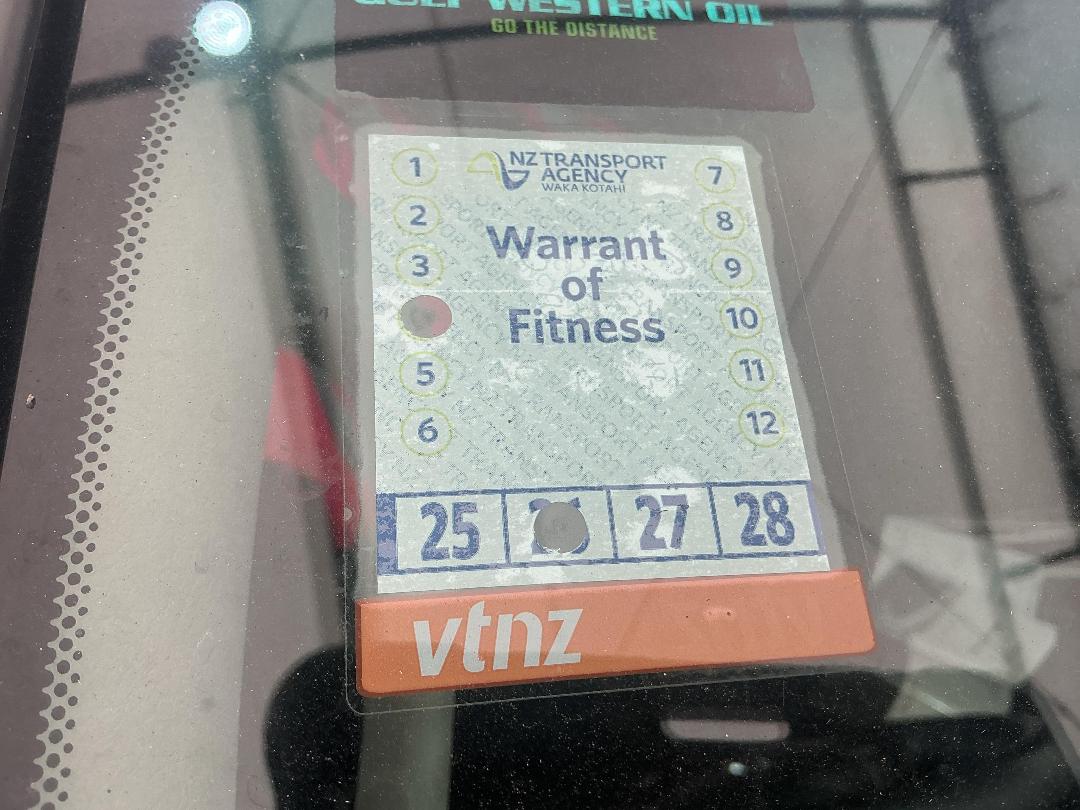 GULF WESTERN OIL
GO THE DISTANCE
NZ TRANSPORT
AGENCY
WAKA KOTAHI
Warrant
of
Fitness
1
2
3
5
6
7
8
9
10
11
12
25 26 27 28
vtnz